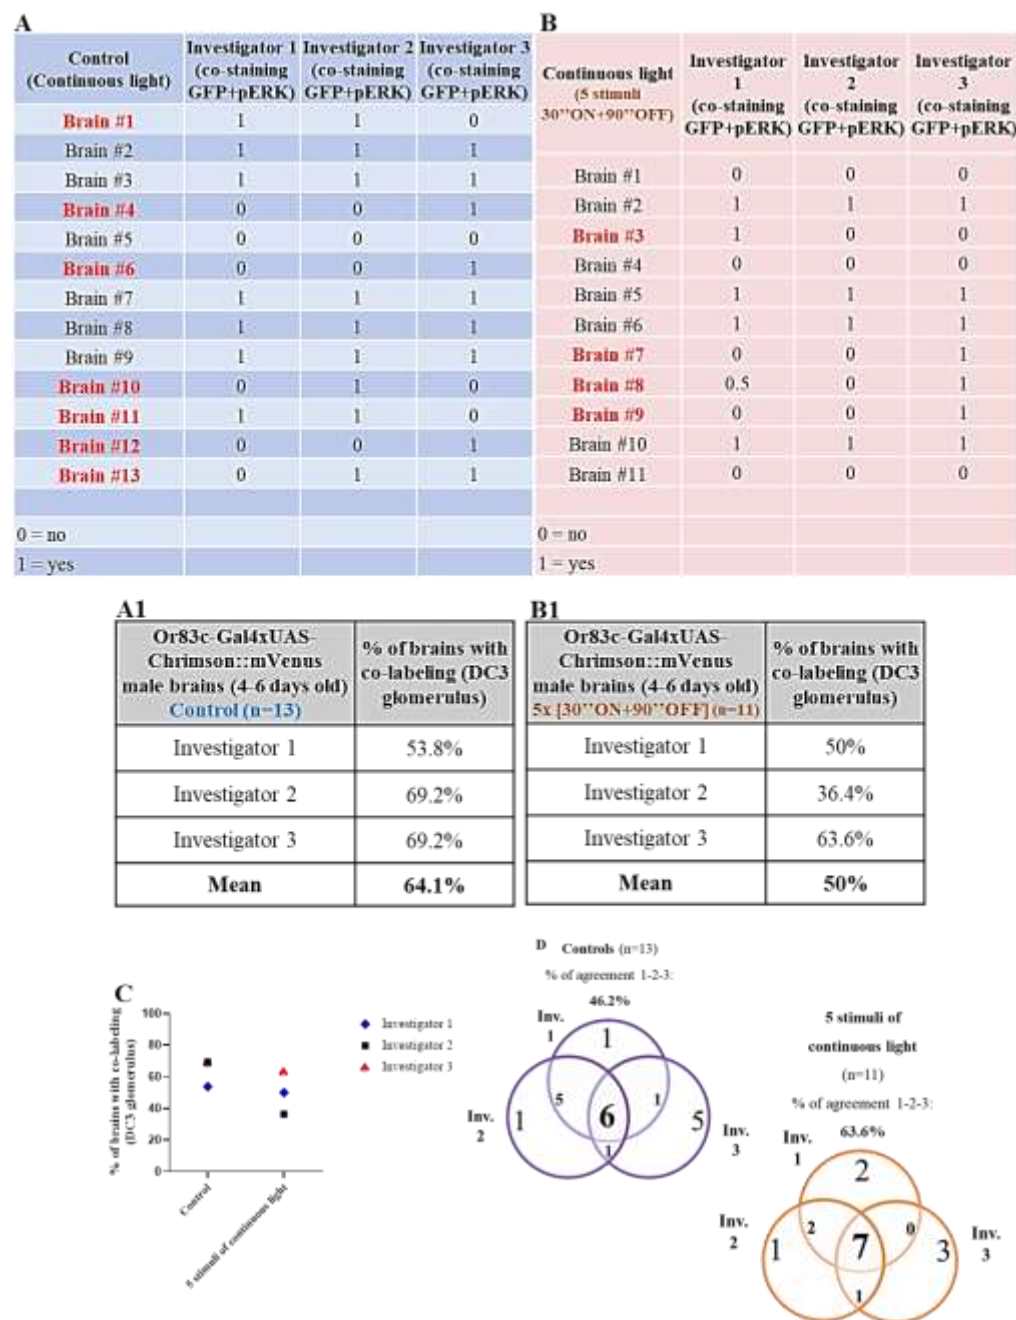 A
Control
(Continuous light)
Investigator 1
(co-staining
GFP+pERK)
Investigator 2
(co-staining
GFP+pERK)
Investigator 3
(co-staining
GFP+pERK)
Brain #1 1 1 0
Brain #2 1 1 1
Brain #3 1 1 1
Brain #4 0 0 1
Brain #5 0 0 0
Brain #6 0 0 1
Brain #7 1 1 1
Brain #8 1 1 1
Brain #9 1 1 1
Brain #10 0 1 0
Brain #11 1 1 0
Brain #12 0 0 1
Brain #13 0 1 1
0 = no
1 = yes
B
Continuous light
(5 stimuli
30’’ON+90’’OFF)
Investigator
1
(co-staining
GFP+pERK)
Investigator
2
(co-staining
GFP+pERK)
Investigator
3
(co-staining
GFP+pERK)
Brain #1 0 0 0
Brain #2 1 1 1
Brain #3 1 0 0
Brain #4 0 0 0
Brain #5 1 1 1
Brain #6 1 1 1
Brain #7 0 0 1
Brain #8 0.5 0 1
Brain #9 0 0 1
Brain #10 1 1 1
Brain #11 0 0 0
0 = no
1 = yes
A1
Or83c-Gal4xUAS-
Chrimson::mVenus
male brains (4-6 days old)
Control (n=13)
% of brains with
co-labeling (DC3
glomerulus)
Investigator 1 53.8%
Investigator 2 69.2%
Investigator 3 69.2%
Mean 64.1%
B1
Or83c-Gal4xUAS-
Chrimson::mVenus
male brains (4-6 days old)
5x [30’’ON+90’’OFF] (n=11)
% of brains with
co-labeling (DC3
glomerulus)
Investigator 1 50%
Investigator 2 36.4%
Investigator 3 63.6%
Mean 50%
C
% of brains with co-labeling
(DC3 glomerulus)
100
80
60
40
20
0
Control
5 stimuli of continuous light
Investigator 1
Investigator 2
Investigator 3
D Controls (n=13)
% of agreement 1-2-3:
46.2%
Inv.
1
1
5
1
Inv.
2
1
6
5
Inv.
3
1
5 stimuli of
continuous light
(n=11)
% of agreement 1-2-3:
63.6%
Inv.
1
2
2
0
Inv.
2
1
7
3
Inv.
3
1